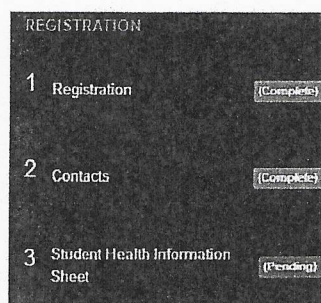 REGISTRATION
1 Registration (Complete)
2 Contacts (Complete)
3 Student Health Information
Sheet (Pending)